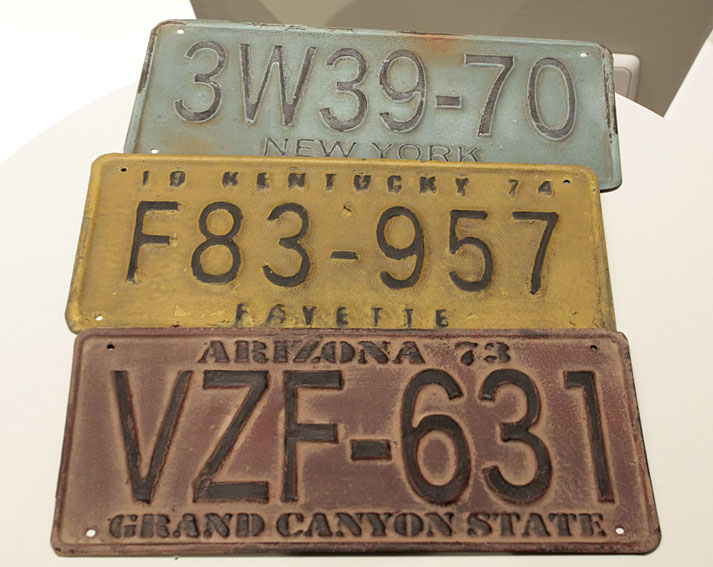 3W39-70
NEW YORK
19 KENTUCKY 74
F83-957
FAYETTE
ARIZONA 73
VZF-631
GRAND CANYON STATE